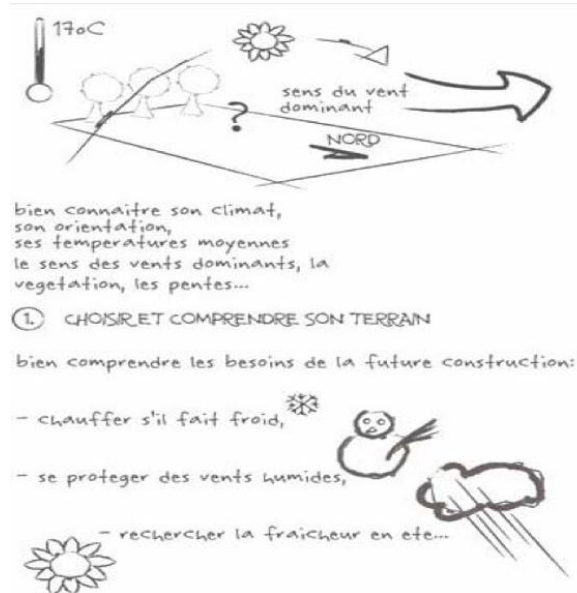 17°C
sens du vent
dominant
?
NORD
bien connaitre son climat,
son orientation,
ses temperatures moyennes
le sens des vents dominants, la
vegetation, les pentes...
1. CHOISIR ET COMPRENDRE SON TERRAIN
bien comprendre les besoins de la future construction:
- chauffer s'il fait froid,
- se proteger des vents humides,
- rechercher la fraicheur en ete...